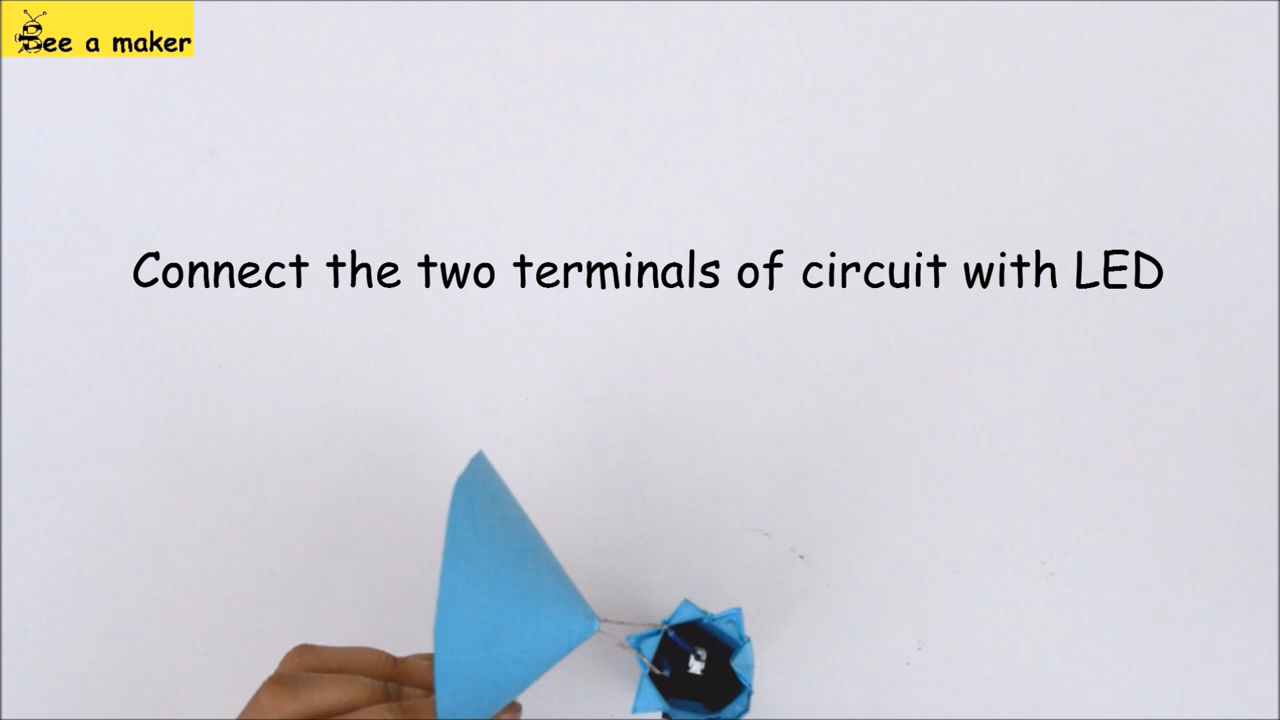 Bee a maker
Connect the two terminals of circuit with LED